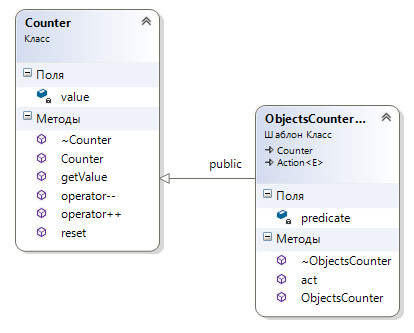 Counter
Класс
Поля
value
Методы
~Counter
Counter
getValue
operator--
operator++
reset
public
ObjectsCounter...
Шаблон Класс
Counter
Action<E>
Поля
predicate
Методы
~ObjectsCounter
act
ObjectsCounter